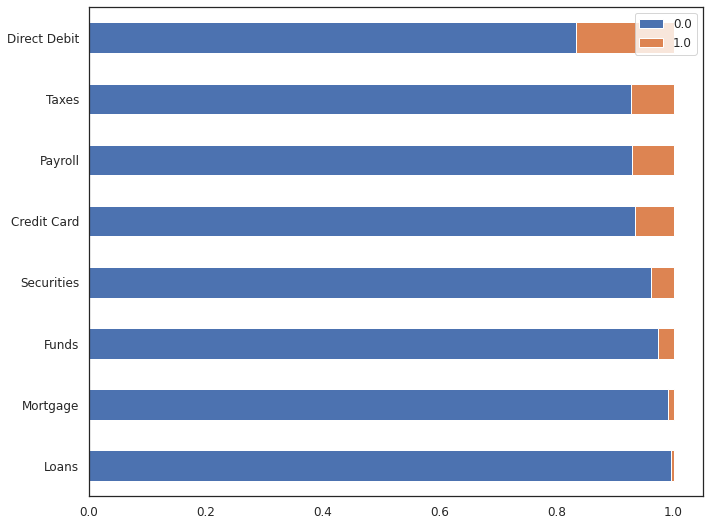 0.0
1.0
Direct Debit
Taxes
Payroll
Credit Card
Securities
Funds
Mortgage
Loans
0.0 0.2 0.4 0.6 0.8 1.0